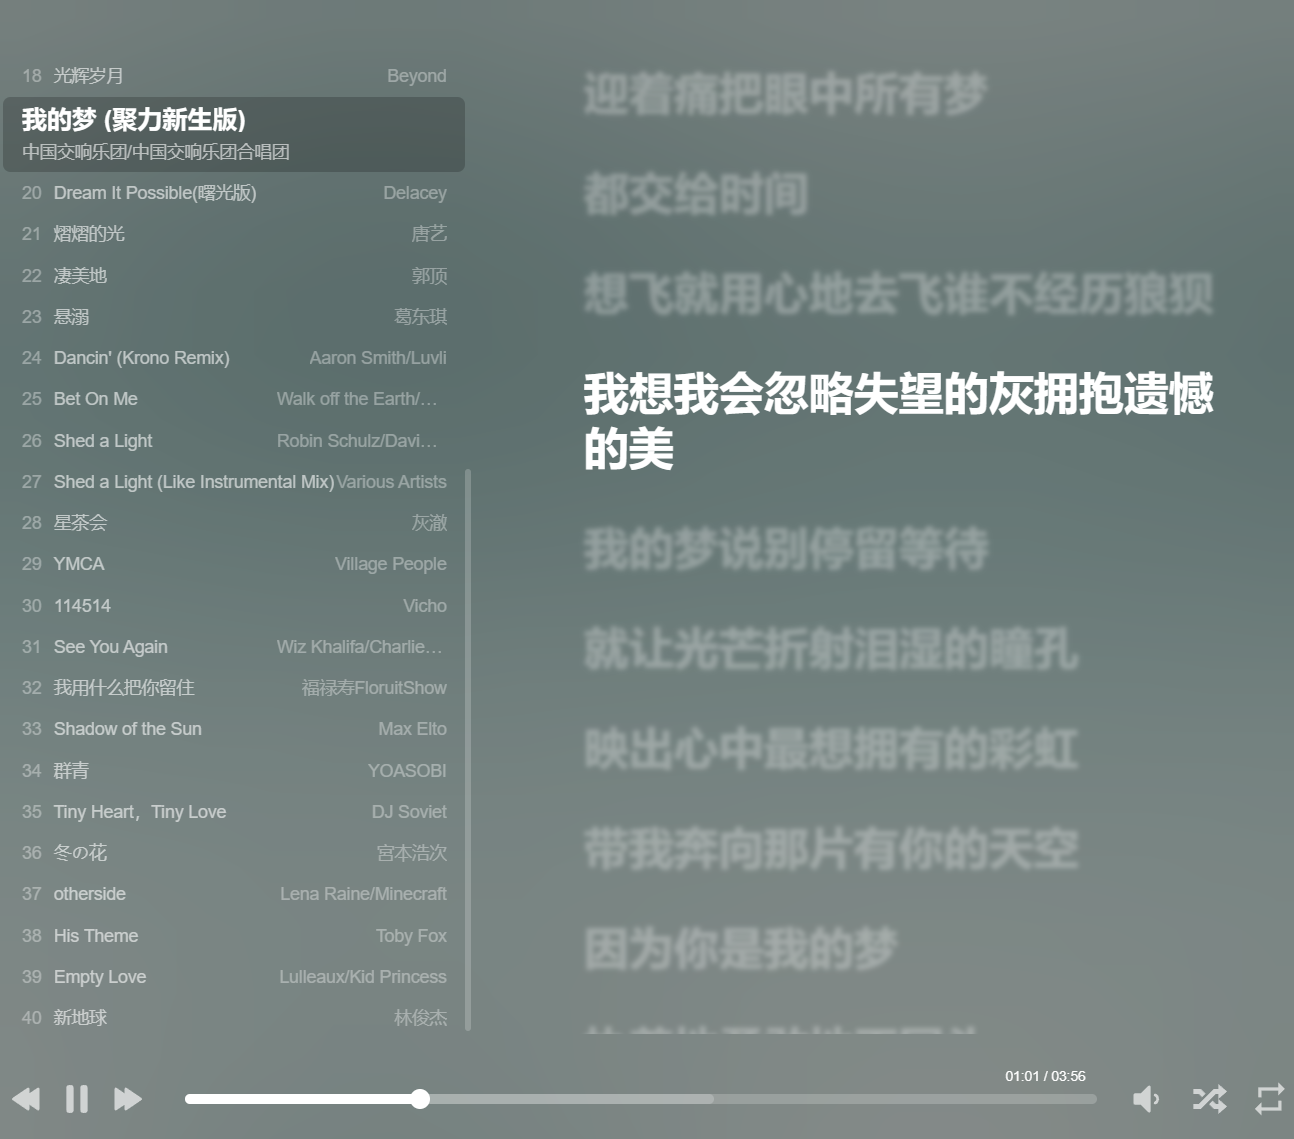 18 光辉岁月 Beyond
我的梦 (聚力新生版)
中国交响乐团/中国交响乐团合唱团
20 Dream It Possible(曙光版) Delacey
21 熠熠的光 唐艺
22 凄美地 郭顶
23 悬溺 葛东琪
24 Dancin' (Krono Remix) Aaron Smith/Luvli
25 Bet On Me Walk off the Earth/…
26 Shed a Light Robin Schulz/Davi…
27 Shed a Light (Like Instrumental Mix) Various Artists
28 星茶会 灰澈
29 YMCA Village People
30 114514 Vicho
31 See You Again Wiz Khalifa/Charlie…
32 我用什么把你留住 福禄寿FloruitShow
33 Shadow of the Sun Max Elto
34 群青 YOASOBI
35 Tiny Heart，Tiny Love DJ Soviet
36 冬の花 宮本浩次
37 otherside Lena Raine/Minecraft
38 His Theme Toby Fox
39 Empty Love Lulleaux/Kid Princess
40 新地球 林俊杰
迎着痛把眼中所有梦
都交给时间
想飞就用心地去飞谁不经历狼狈
我想我会忽略失望的灰拥抱遗憾
的美
我的梦说别停留等待
就让光芒折射泪湿的瞳孔
映出心中最想拥有的彩虹
带我奔向那片有你的天空
因为你是我的梦
01:01 / 03:56